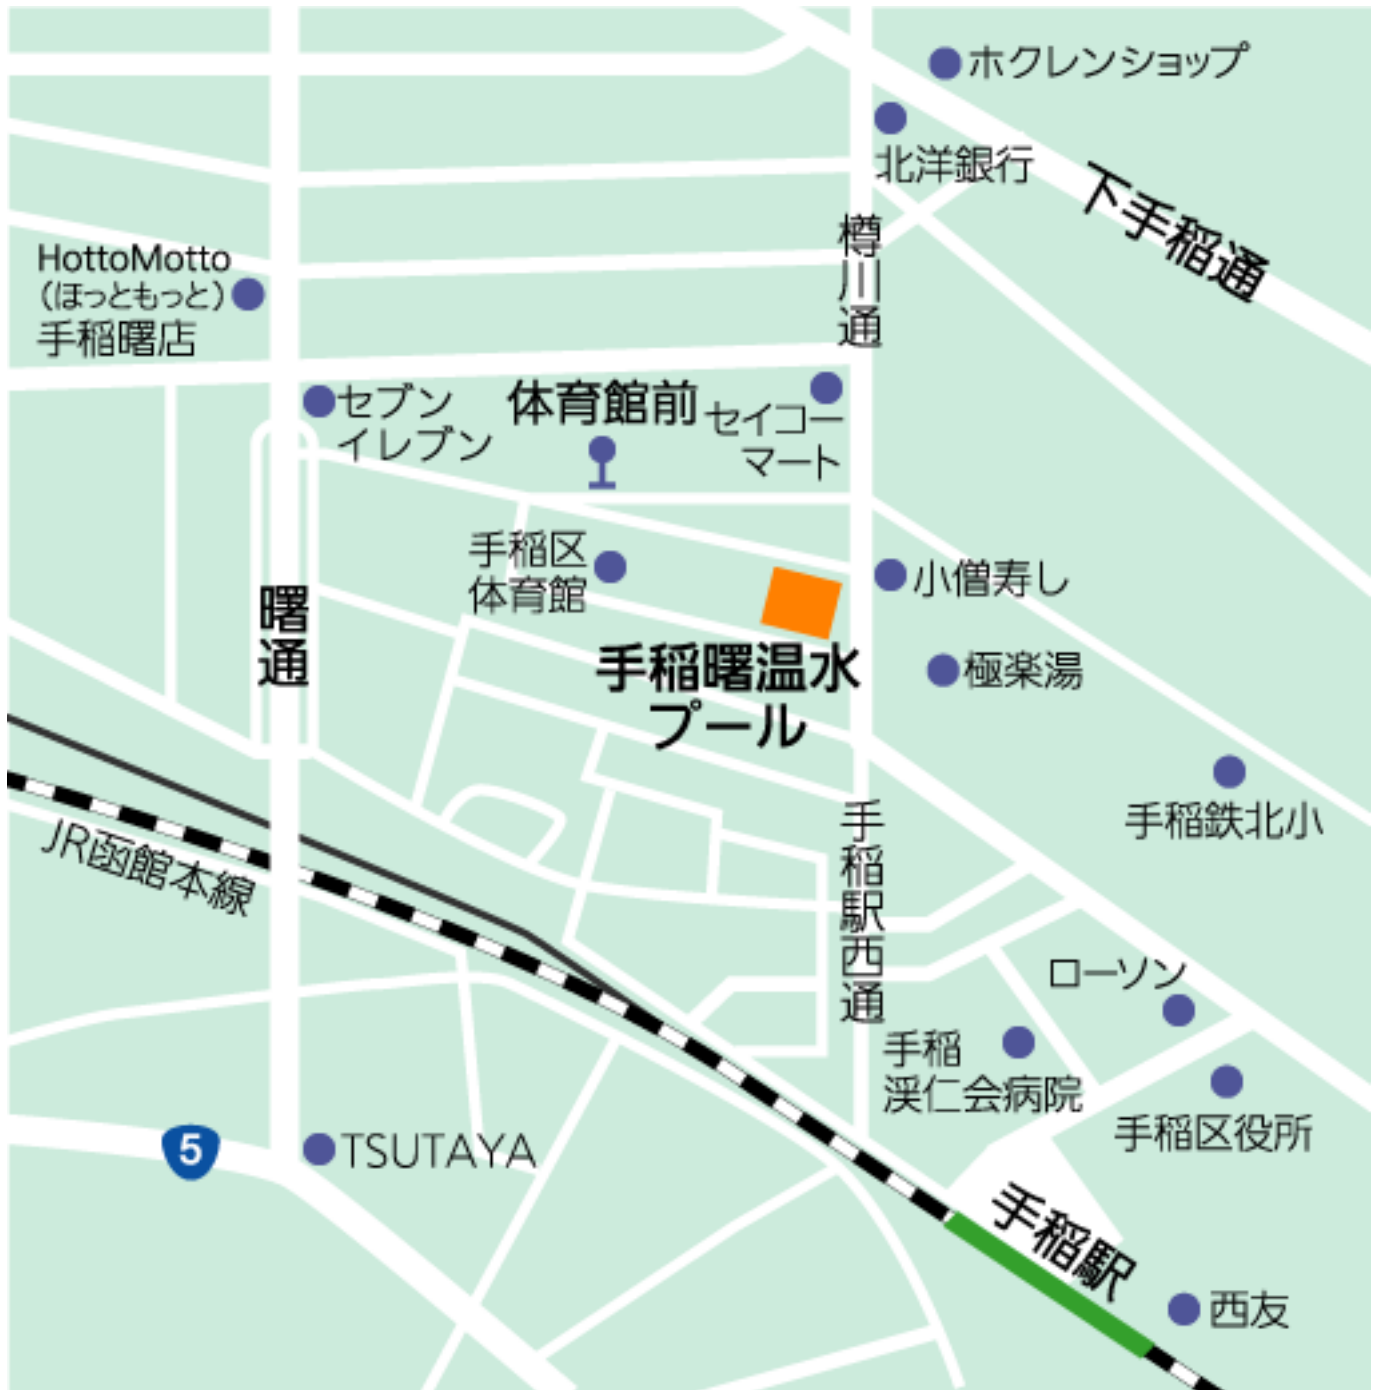 ホクレンショップ
北洋銀行
下手稲通
樽川通
HottoMotto
(ほっともっと)
手稲曙店
セブン
イレブン
体育館前
セイコー
マート
手稲区
体育館
小僧寿し
曙通
手稲曙温水
プール
極楽湯
手稲鉄北小
JR函館本線
手稲駅西通
ローソン
手稲
渓仁会病院
手稲区役所
5
TSUTAYA
手稲駅
西友